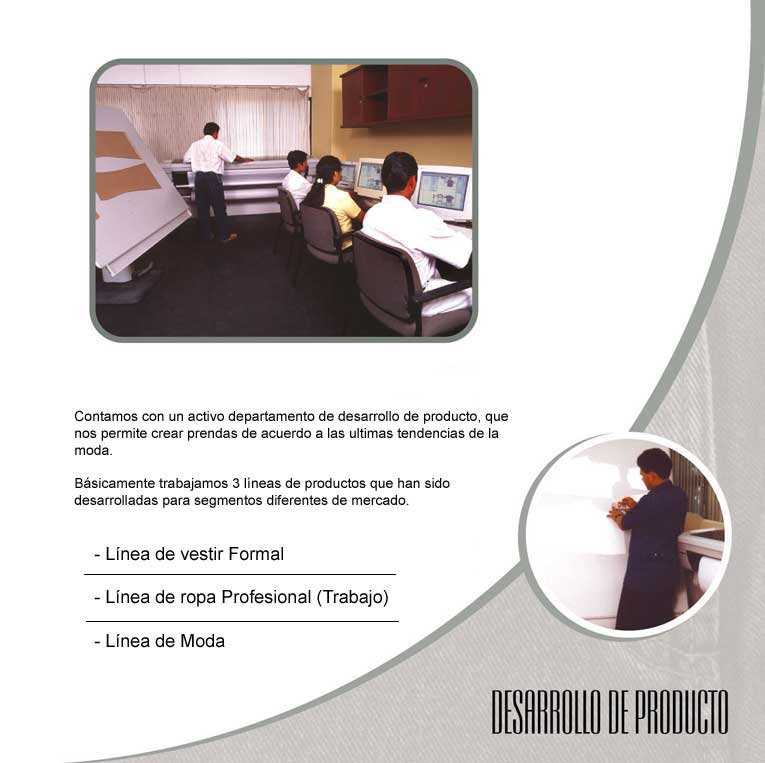 Contamos con un activo departamento de desarrollo de producto, que
nos permite crear prendas de acuerdo a las ultimas tendencias de la
moda.
Básicamente trabajamos 3 líneas de productos que han sido
desarrolladas para segmentos diferentes de mercado.
- Línea de vestir Formal
- Línea de ropa Profesional (Trabajo)
- Línea de Moda
DESARROLLO DE PRODUCTO